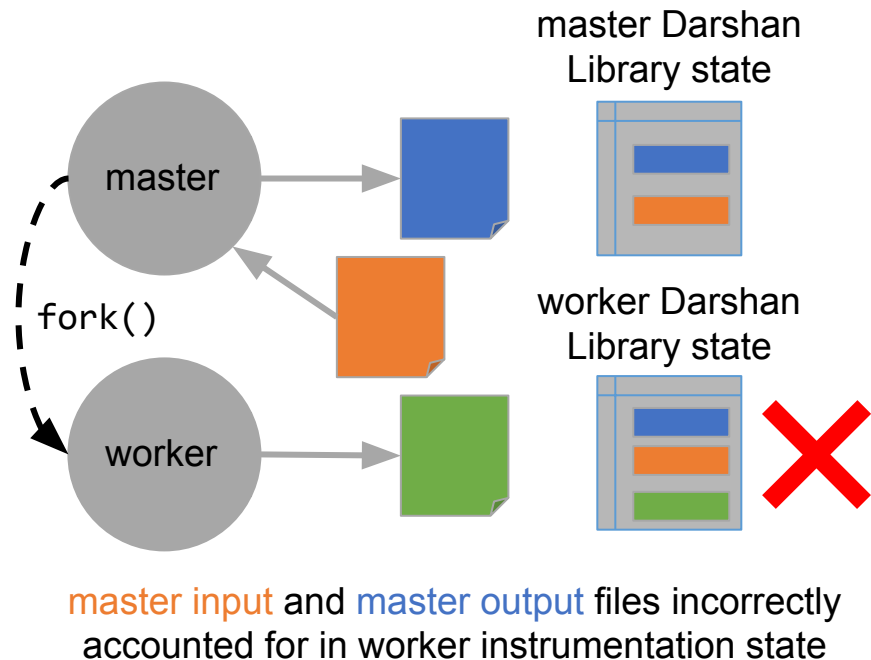 master Darshan
Library state
master
fork()
worker Darshan
Library state
worker
master input and master output files incorrectly
accounted for in worker instrumentation state